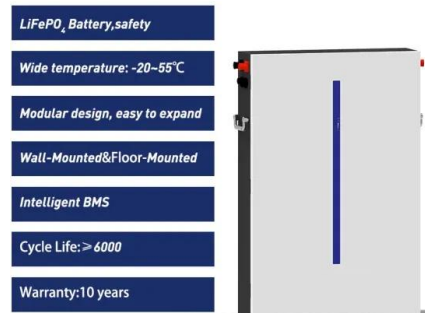 LiFePO₄ Battery,safety
Wide temperature: -20~55℃
Modular design, easy to expand
Wall-Mounted&Floor-Mounted
Intelligent BMS
Cycle Life:≥6000
Warranty:10 years